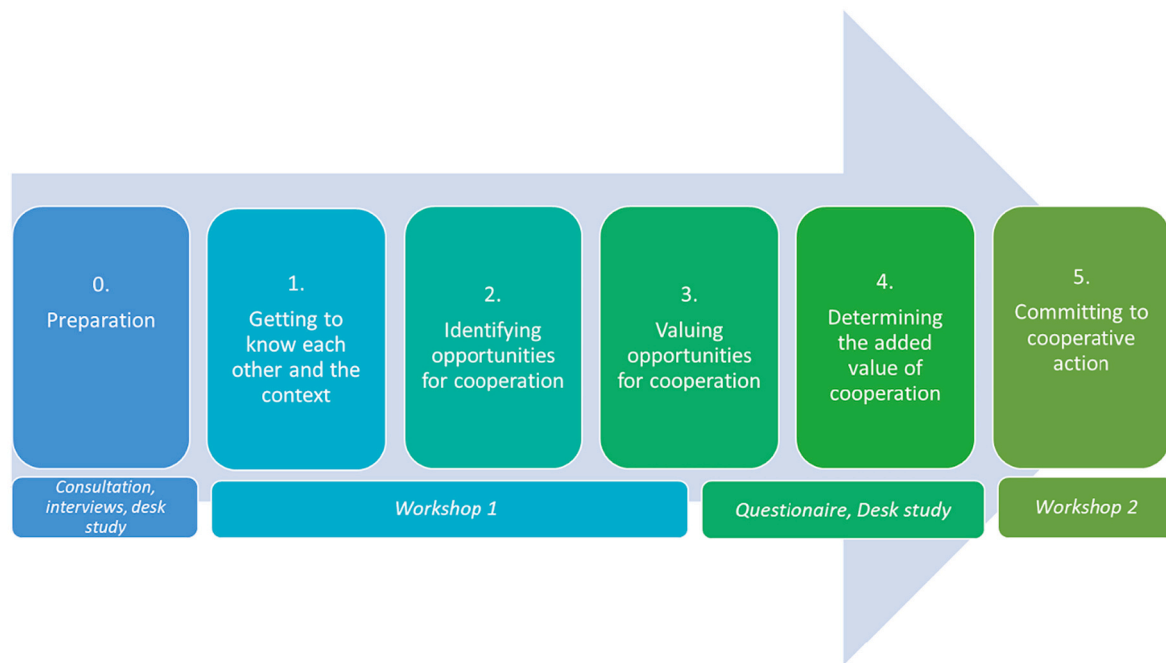 0.
Preparation
1.
Getting to
know each
other and the
context
2.
Identifying
opportunities
for cooperation
3.
Valuing
opportunities
for cooperation
4.
Determining
the added
value of
cooperation
5.
Committing to
cooperative
action
Consultation,
interviews, desk
study
Workshop 1
Questionaire, Desk study
Workshop 2